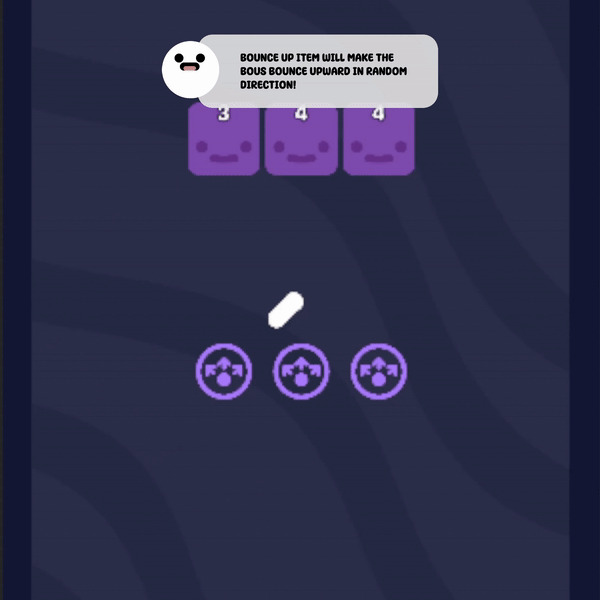 BOUNCE UP ITEM WILL MAKE THE
BOUS BOUNCE UPWARD IN RANDOM
DIRECTION!
3 4 4